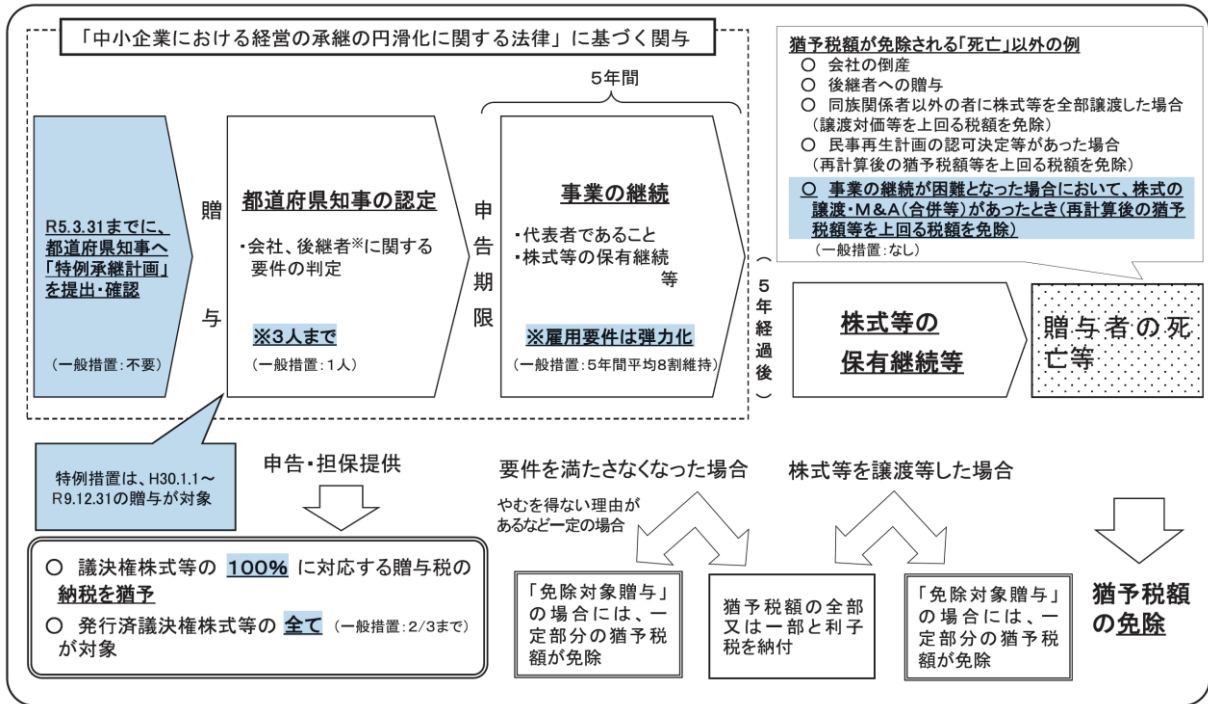 「中小企業における経営の承継の円滑化に関する法律」に基づく関与
5年間
R5.3.31までに、
都道府県知事へ
「特例承継計画」
を提出・確認
(一般措置:不要)
贈与
都道府県知事の認定
・会社、後継者※に関する
要件の判定
※3人まで
(一般措置:1人)
申告期限
事業の継続
・代表者であること
・株式等の保有継続
等
※雇用要件は弾力化
(一般措置:5年間平均8割維持)
(5年経過後)
猶予税額が免除される「死亡」以外の例
○ 会社の倒産
○ 後継者への贈与
○ 同族関係者以外の者に株式等を全部譲渡した場合
(譲渡対価等を上回る税額を免除)
○ 民事再生計画の認可決定等があった場合
(再計算後の猶予税額等を上回る税額を免除)
○ 事業の継続が困難となった場合において、株式の
譲渡・M&A(合併等)があったとき(再計算後の猶予
税額等を上回る税額を免除)
(一般措置:なし)
株式等の
保有継続等
贈与者の死
亡等
特例措置は、H30.1.1~
R9.12.31の贈与が対象
申告・担保提供
○ 議決権株式等の 100% に対応する贈与税の
納税を猶予
○ 発行済議決権株式等の 全て (一般措置:2/3まで)
が対象
要件を満たさなくなった場合
やむを得ない理由が
あるなど一定の場合
株式等を譲渡等した場合
「免除対象贈与」
の場合には、一
定部分の猶予税
額が免除
猶予税額の全部
又は一部と利子
税を納付
「免除対象贈与」
の場合には、一
定部分の猶予税
額が免除
猶予税額
の免除